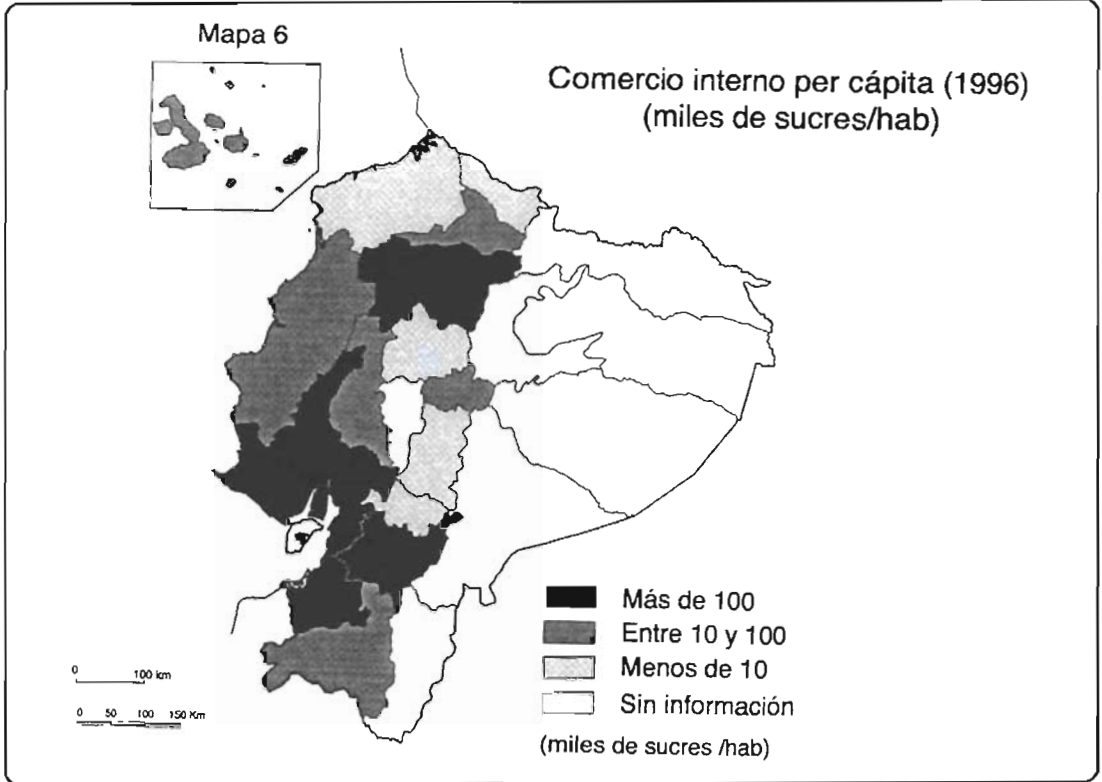 Mapa 6
Comercio interno per cápita (1996)
(miles de sucres/hab)
Más de 100
Entre 10 y 100
Menos de 10
Sin información
(miles de sucres /hab)
0 100 km
0 50 100 150 Km